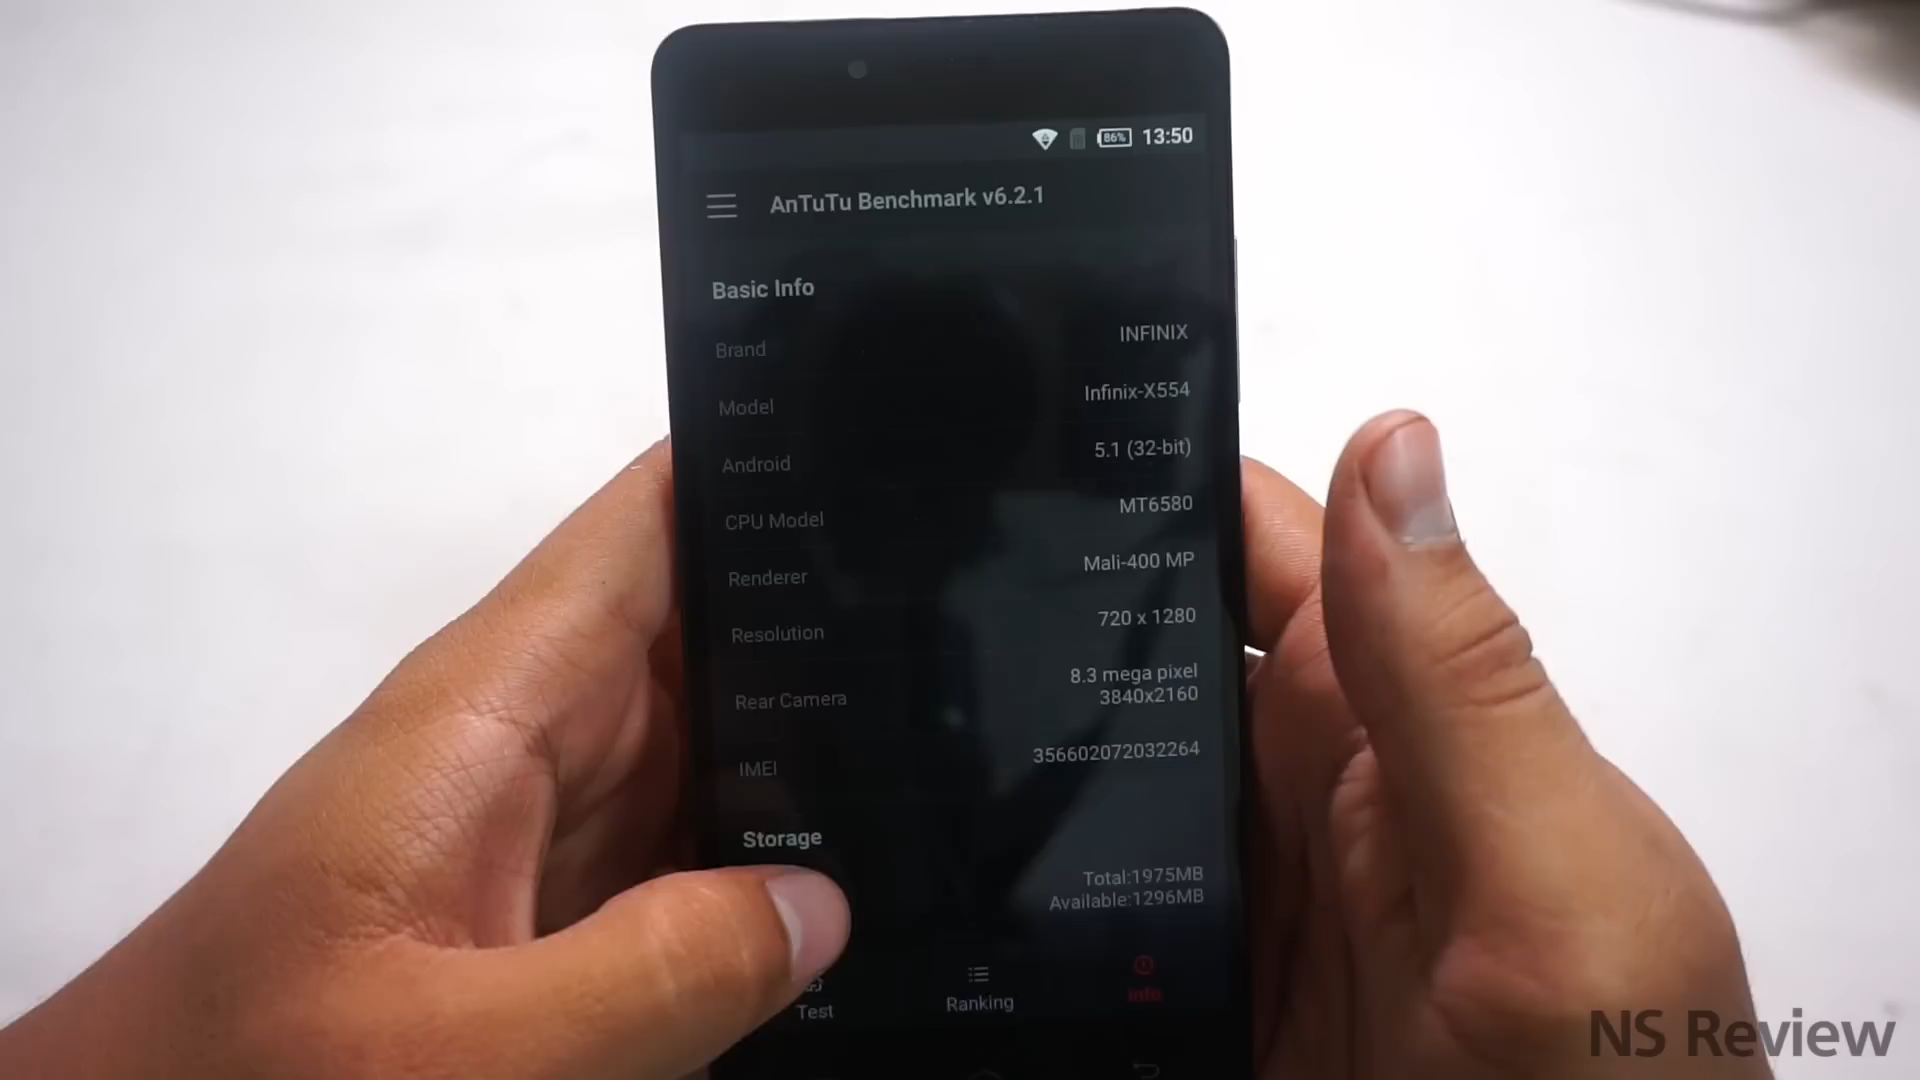 86% 13:50
AnTuTu Benchmark v6.2.1
Basic Info
Brand INFINIX
Model Infinix-X554
Android 5.1 (32-bit)
CPU Model MT6580
Renderer Mali-400 MP
Resolution 720 x 1280
Rear Camera 8.3 mega pixel
3840x2160
IMEI 356602072032264
Storage
Total:1975MB
Available:1296MB
Test Ranking Info
NS Review